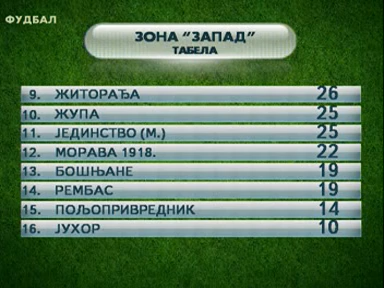 ФУДБАЛ
ЗОНА "ЗАПАД"
ТАБЕЛА
9. ЖИТОРАЂА 26
10. ЖУПА 25
11. ЈЕДИНСТВО (М.) 25
12. МОРАВА 1918. 22
13. БОШЊАНЕ 19
14. РЕМБАС 19
15. ПОЉОПРИВРЕДНИК 14
16. ЈУХОР 10